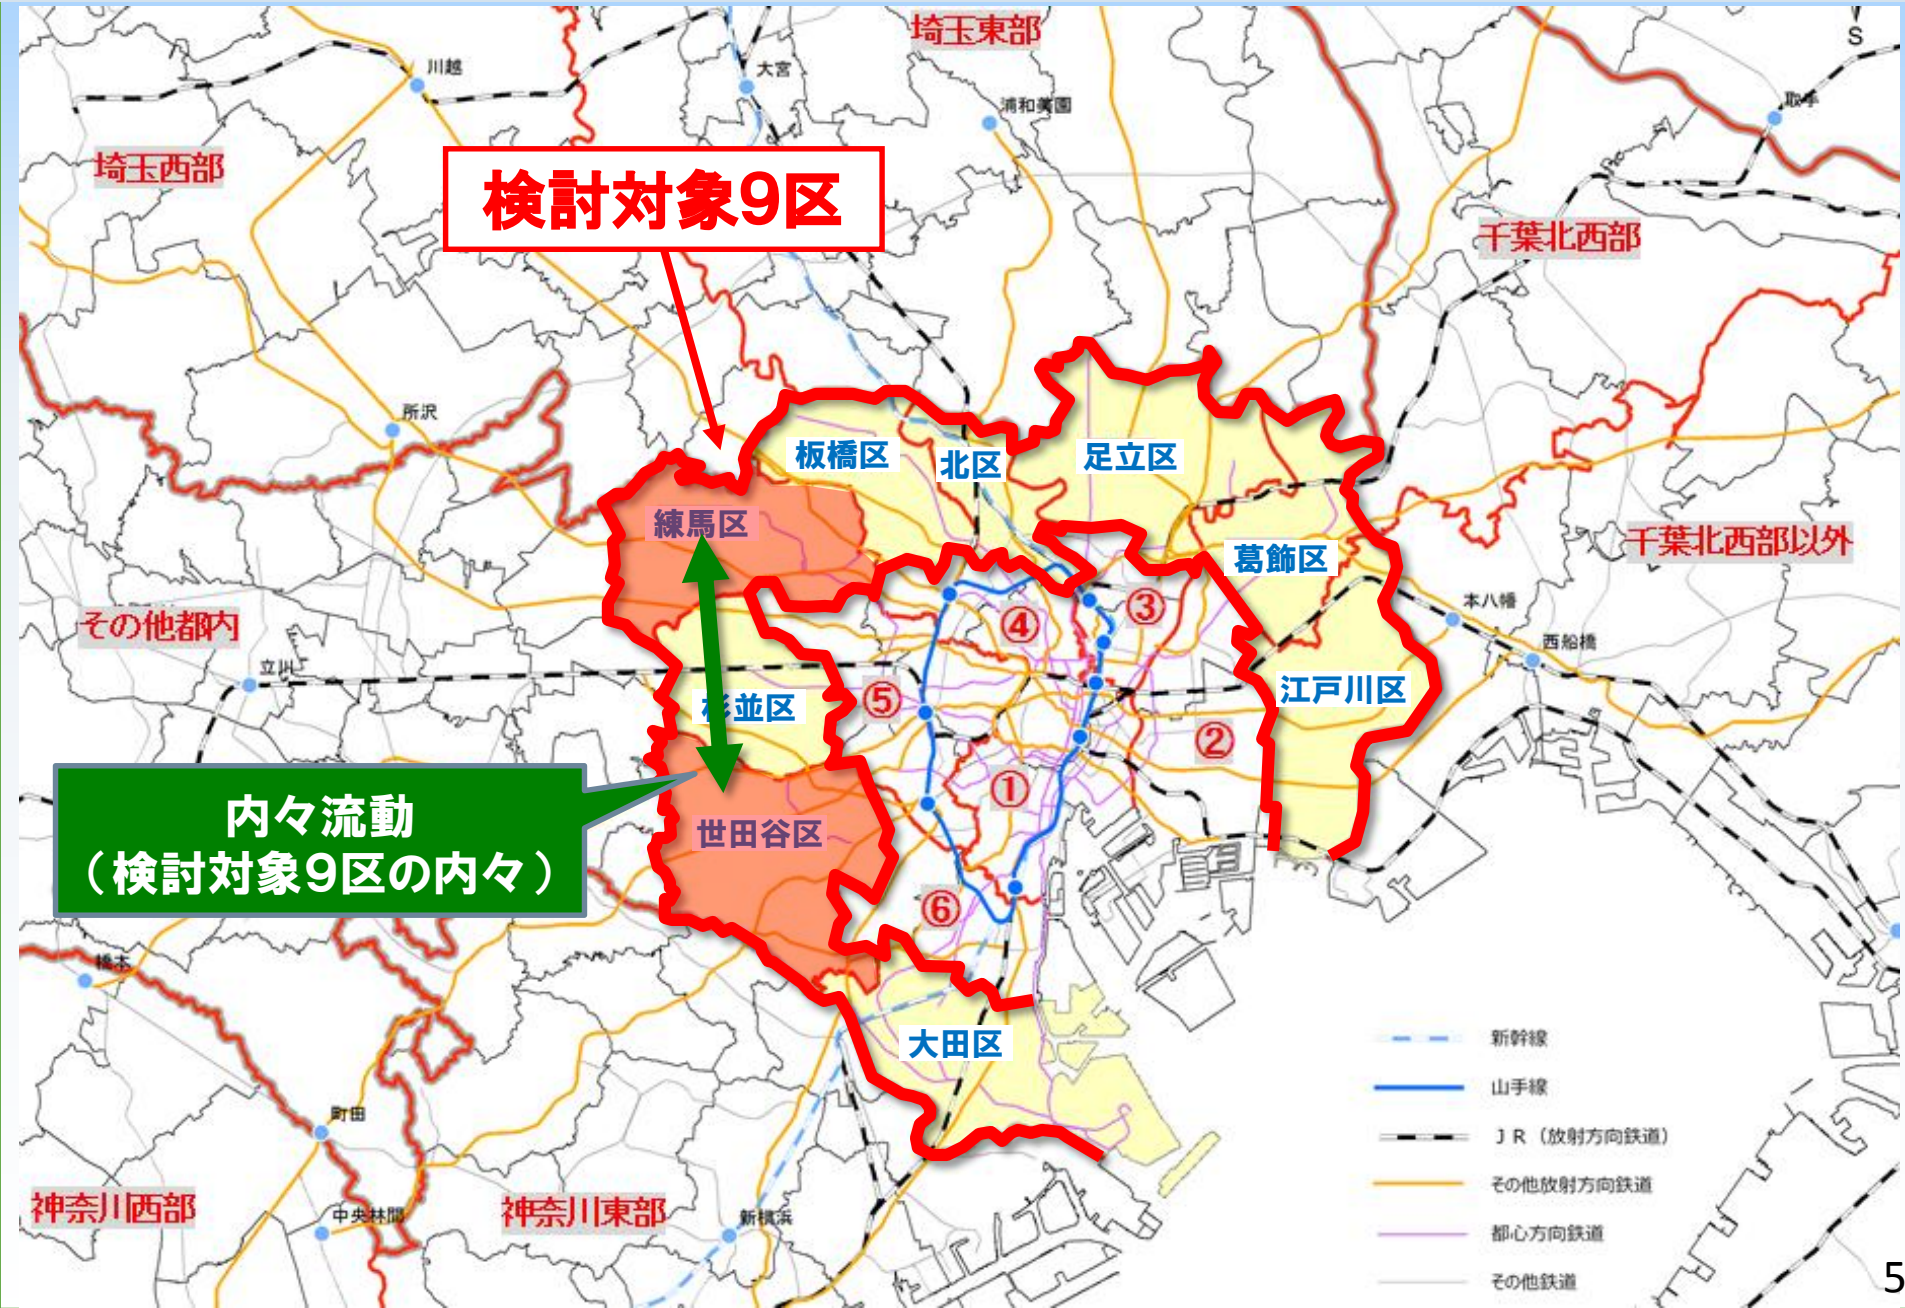 埼玉東部
S
川越
大宮
浦和美園
取手
埼玉西部
検討対象9区
千葉北西部
所沢
板橋区
北区
足立区
練馬区
葛飾区
千葉北西部以外
その他都内
④
③
本八幡
西船橋
立川
⑤
杉並区
江戸川区
②
①
内々流動
（検討対象9区の内々）
世田谷区
⑥
橋本
大田区
新幹線
山手線
ＪＲ（放射方向鉄道）
その他放射方向鉄道
都心方向鉄道
その他鉄道
町田
神奈川西部
中央林間
神奈川東部
新横浜
5